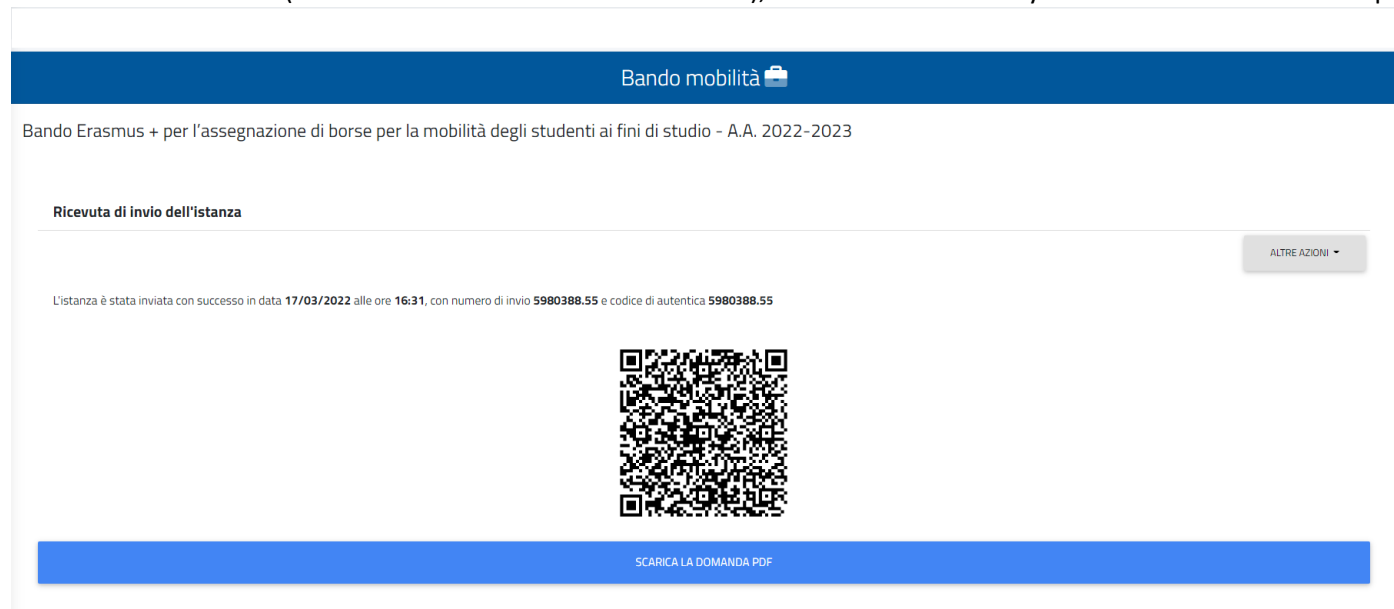 Bando mobilità
Bando Erasmus + per l’assegnazione di borse per la mobilità degli studenti ai fini di studio - A.A. 2022-2023
Ricevuta di invio dell'istanza
ALTRE AZIONI
L'istanza è stata inviata con successo in data 17/03/2022 alle ore 16:31, con numero di invio 5980388.55 e codice di autentica 5980388.55
SCARICA LA DOMANDA PDF